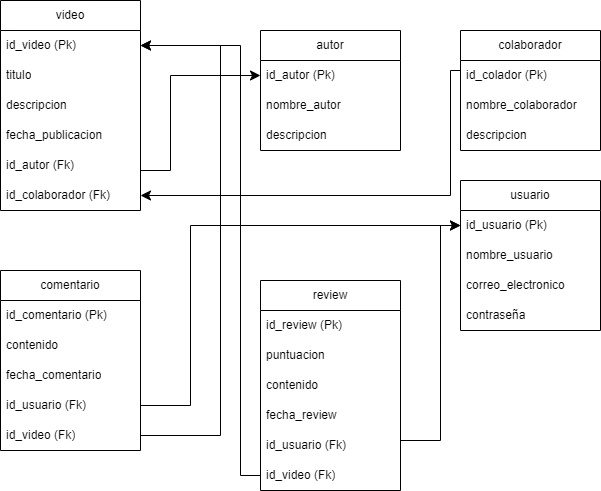 video
id_video (Pk)
titulo
descripcion
fecha_publicacion
id_autor (Fk)
id_colaborador (Fk)
autor
id_autor (Pk)
nombre_autor
descripcion
colaborador
id_colador (Pk)
nombre_colaborador
descripcion
usuario
id_usuario (Pk)
nombre_usuario
correo_electronico
contraseña
comentario
id_comentario (Pk)
contenido
fecha_comentario
id_usuario (Fk)
id_video (Fk)
review
id_review (Pk)
puntuacion
contenido
fecha_review
id_usuario (Fk)
id_video (Fk)